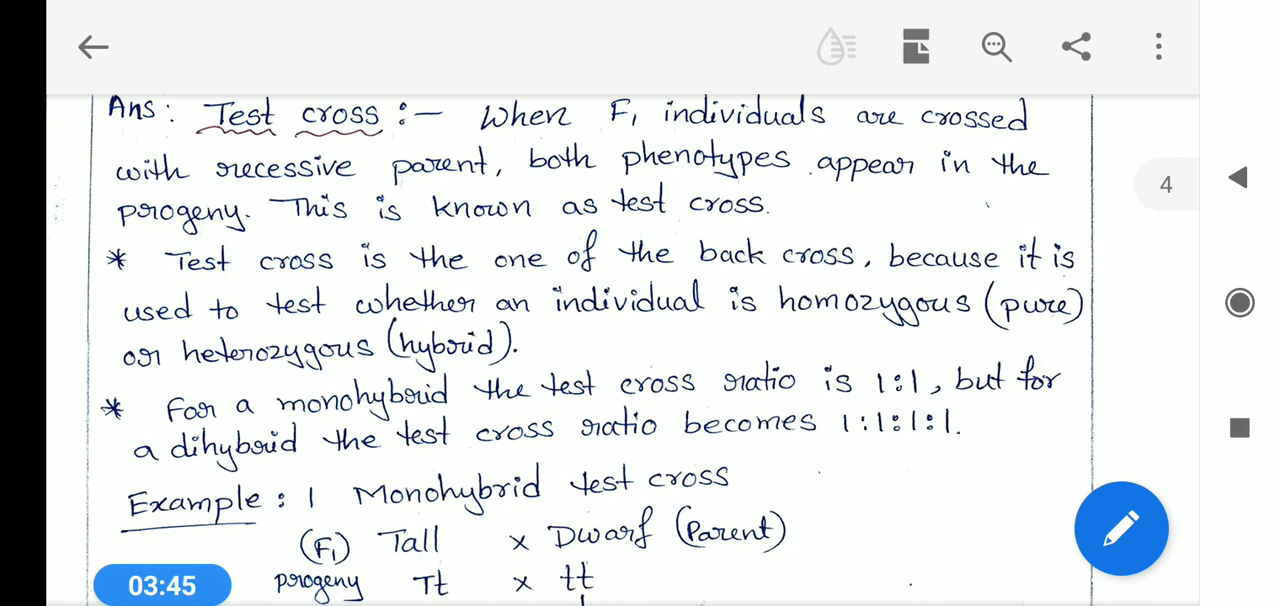 Ans: Test cross :- When F1 individuals are crossed
with recessive parent, both phenotypes appear in the
progeny. This is known as test cross.
* Test cross is the one of the back cross, because it is
used to test whether an individual is homozygous (pure)
or heterozygous (hybrid).
* For a monohybrid the test cross ratio is 1:1, but for
a dihybrid the test cross ratio becomes 1:1:1:1.
Example: 1 Monohybrid test cross
(F1) Tall × Dwarf (Parent)
progeny Tt × tt
4
03:45